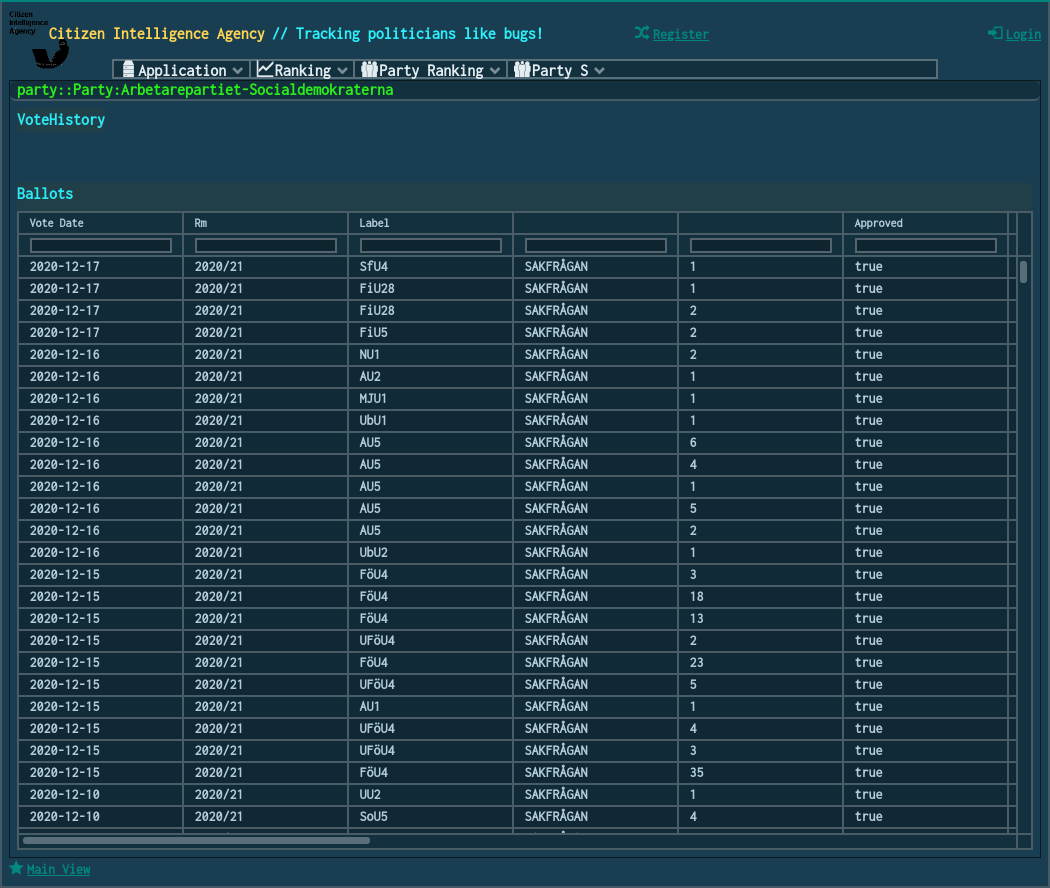 Citizen
Intelligence
Agency
Citizen Intelligence Agency // Tracking politicians like bugs!
Register
Login
Application
Ranking
Party Ranking
Party S
party::Party:Arbetarepartiet-Socialdemokraterna
VoteHistory
Ballots
Vote Date Rm Label Approved
2020-12-17 2020/21 SfU4 SAKFRÅGAN 1 true
2020-12-17 2020/21 FiU28 SAKFRÅGAN 1 true
2020-12-17 2020/21 FiU28 SAKFRÅGAN 2 true
2020-12-17 2020/21 FiU5 SAKFRÅGAN 2 true
2020-12-16 2020/21 NU1 SAKFRÅGAN 2 true
2020-12-16 2020/21 AU2 SAKFRÅGAN 1 true
2020-12-16 2020/21 MJU1 SAKFRÅGAN 1 true
2020-12-16 2020/21 UbU1 SAKFRÅGAN 1 true
2020-12-16 2020/21 AU5 SAKFRÅGAN 6 true
2020-12-16 2020/21 AU5 SAKFRÅGAN 4 true
2020-12-16 2020/21 AU5 SAKFRÅGAN 1 true
2020-12-16 2020/21 AU5 SAKFRÅGAN 5 true
2020-12-16 2020/21 AU5 SAKFRÅGAN 2 true
2020-12-16 2020/21 UbU2 SAKFRÅGAN 1 true
2020-12-15 2020/21 FöU4 SAKFRÅGAN 3 true
2020-12-15 2020/21 FöU4 SAKFRÅGAN 18 true
2020-12-15 2020/21 FöU4 SAKFRÅGAN 13 true
2020-12-15 2020/21 UFöU4 SAKFRÅGAN 2 true
2020-12-15 2020/21 FöU4 SAKFRÅGAN 23 true
2020-12-15 2020/21 UFöU4 SAKFRÅGAN 5 true
2020-12-15 2020/21 AU1 SAKFRÅGAN 1 true
2020-12-15 2020/21 UFöU4 SAKFRÅGAN 4 true
2020-12-15 2020/21 UFöU4 SAKFRÅGAN 3 true
2020-12-15 2020/21 FöU4 SAKFRÅGAN 35 true
2020-12-10 2020/21 UU2 SAKFRÅGAN 1 true
2020-12-10 2020/21 SoU5 SAKFRÅGAN 4 true
Main View